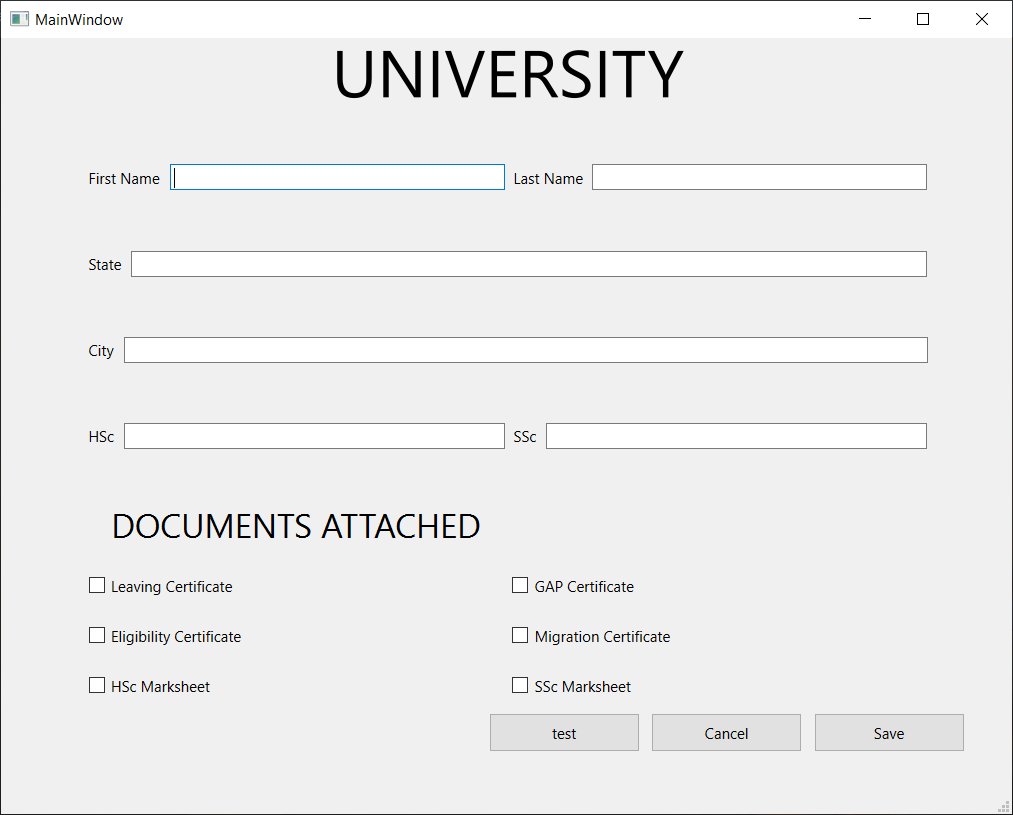 MainWindow
UNIVERSITY
First Name Last Name
State
City
HSc SSc
DOCUMENTS ATTACHED
Leaving Certificate GAP Certificate
Eligibility Certificate Migration Certificate
HSc Marksheet SSc Marksheet
test Cancel Save